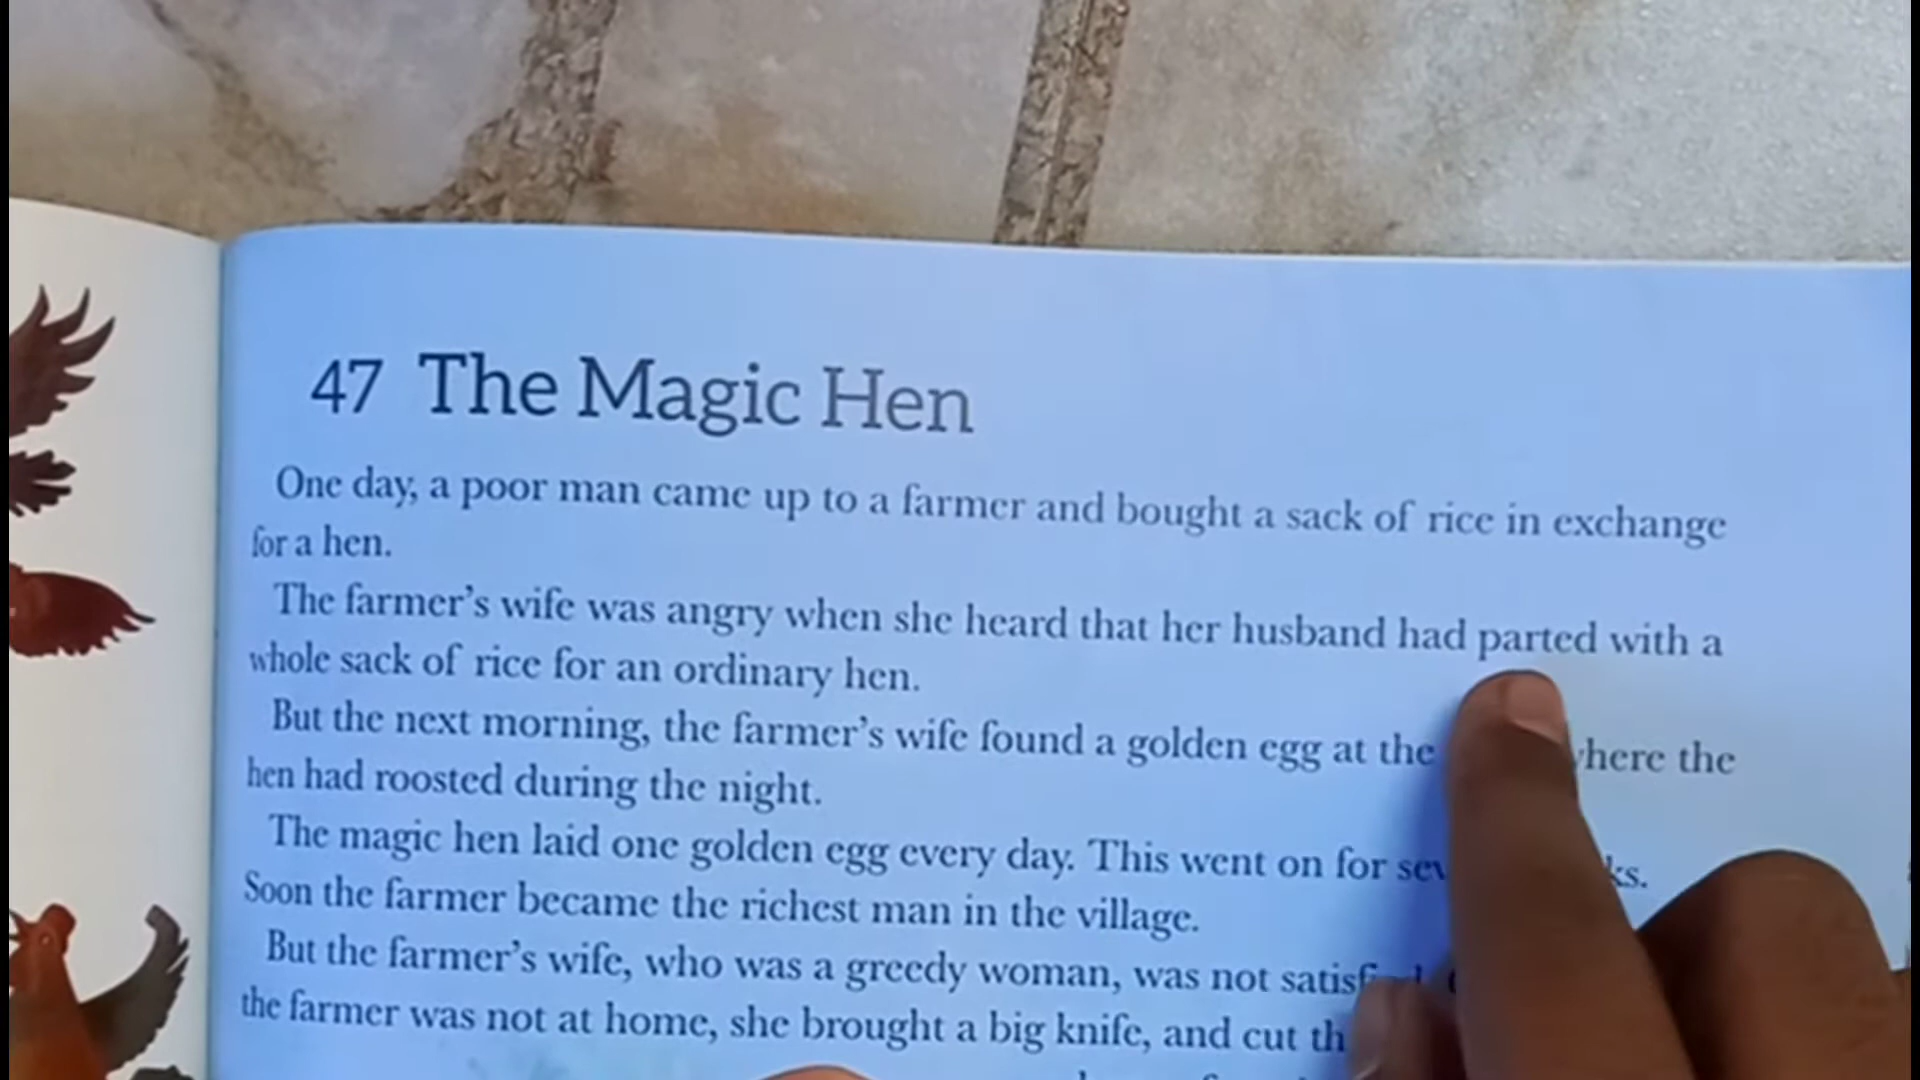 47 The Magic Hen
One day, a poor man came up to a farmer and bought a sack of rice in exchange
for a hen.
The farmer's wife was angry when she heard that her husband had parted with a
whole sack of rice for an ordinary hen.
But the next morning, the farmer's wife found a golden egg at the the
hen had roosted during the night.
The magic hen laid one golden egg every day. This went on for
Soon the farmer became the richest man in the village.
But the farmer's wife, who was a greedy woman, was not
the farmer was not at home, she brought a big knife, and cut